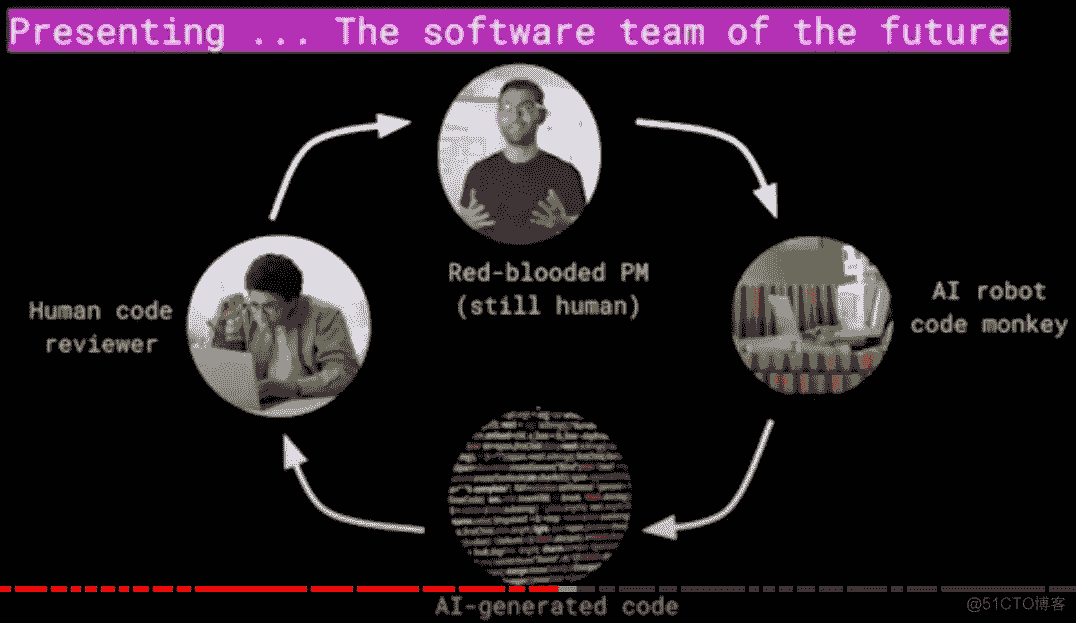 Presenting ... The software team of the future
Red-blooded PM
(still human)
AI robot
code monkey
Human code
reviewer
AI-generated code
@51CTO博客